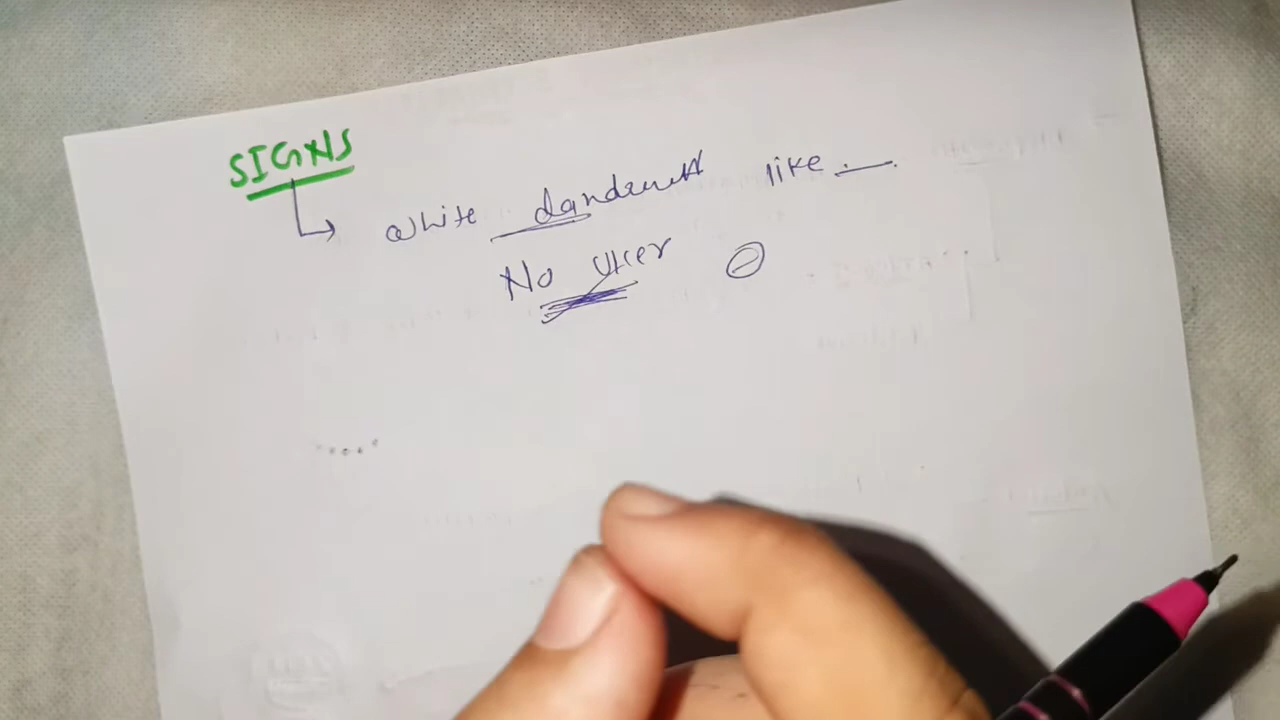 SIGNS
white dandruff like —.
No Ulcer ⊖